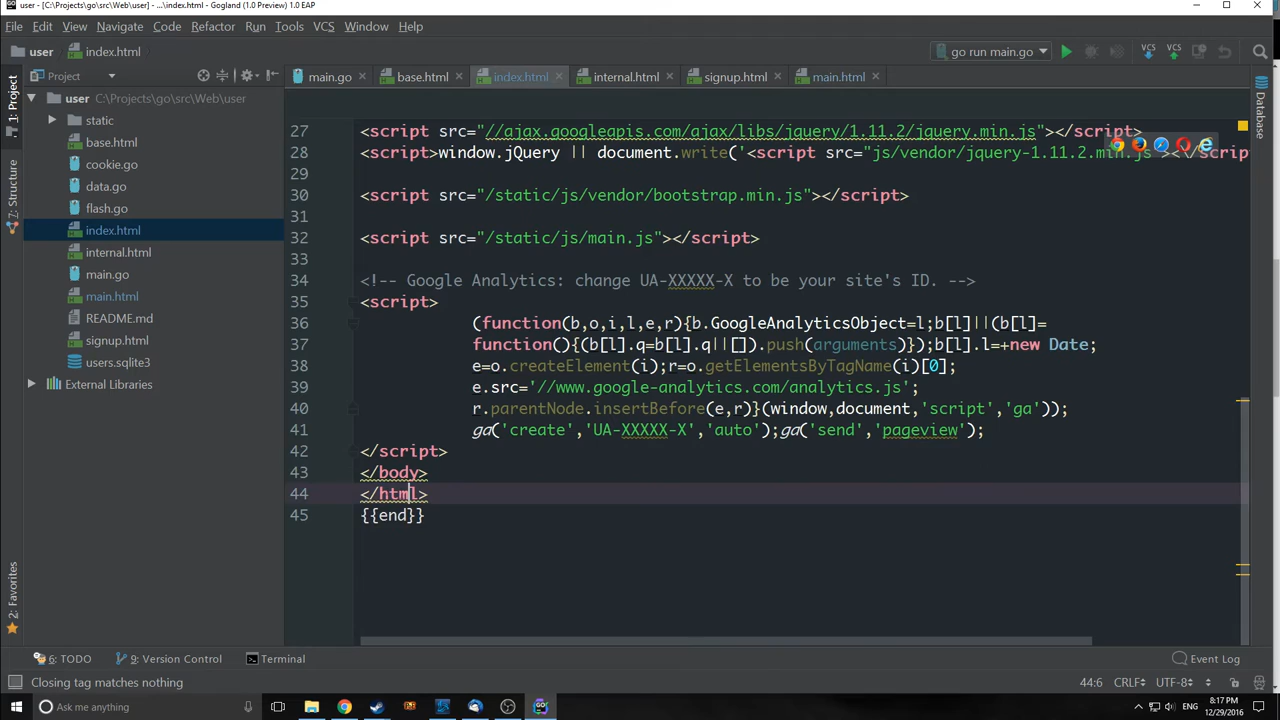 user - [C:\Projects\go\src\Web\user] - ...\index.html - Gogland (1.0 Preview) 1.0 EAP
File Edit View Navigate Code Refactor Run Tools VCS Window Help
user index.html go run main.go VCS VCS
1: Project
Project
main.go base.html index.html internal.html signup.html main.html
Database
user C:\Projects\go\src\Web\user
static
base.html
cookie.go
data.go
flash.go
index.html
internal.html
main.go
main.html
README.md
signup.html
users.sqlite3
External Libraries
7: Structure
2: Favorites
27 <script src="//ajax.googleapis.com/ajax/libs/jquery/1.11.2/jquery.min.js"></script>
28 <script>window.jQuery || document.write('<script src="js/vendor/jquery-1.11.2.min.js"><\/scrip
29
30 <script src="/static/js/vendor/bootstrap.min.js"></script>
31
32 <script src="/static/js/main.js"></script>
33
34 <!-- Google Analytics: change UA-XXXXX-X to be your site's ID. -->
35 <script>
36 (function(b,o,i,l,e,r){b.GoogleAnalyticsObject=l;b[l]||(b[l]=
37 function(){(b[l].q=b[l].q||[]).push(arguments)});b[l].l=+new Date;
38 e=o.createElement(i);r=o.getElementsByTagName(i)[0];
39 e.src='//www.google-analytics.com/analytics.js';
40 r.parentNode.insertBefore(e,r)}(window,document,'script','ga'));
41 ga('create','UA-XXXXX-X','auto');ga('send','pageview');
42 </script>
43 </body>
44 </html>
45 {{end}}
6: TODO 9: Version Control Terminal Event Log
Closing tag matches nothing 44:6 CRLF UTF-8
Ask me anything ENG 8:17 PM
12/29/2016